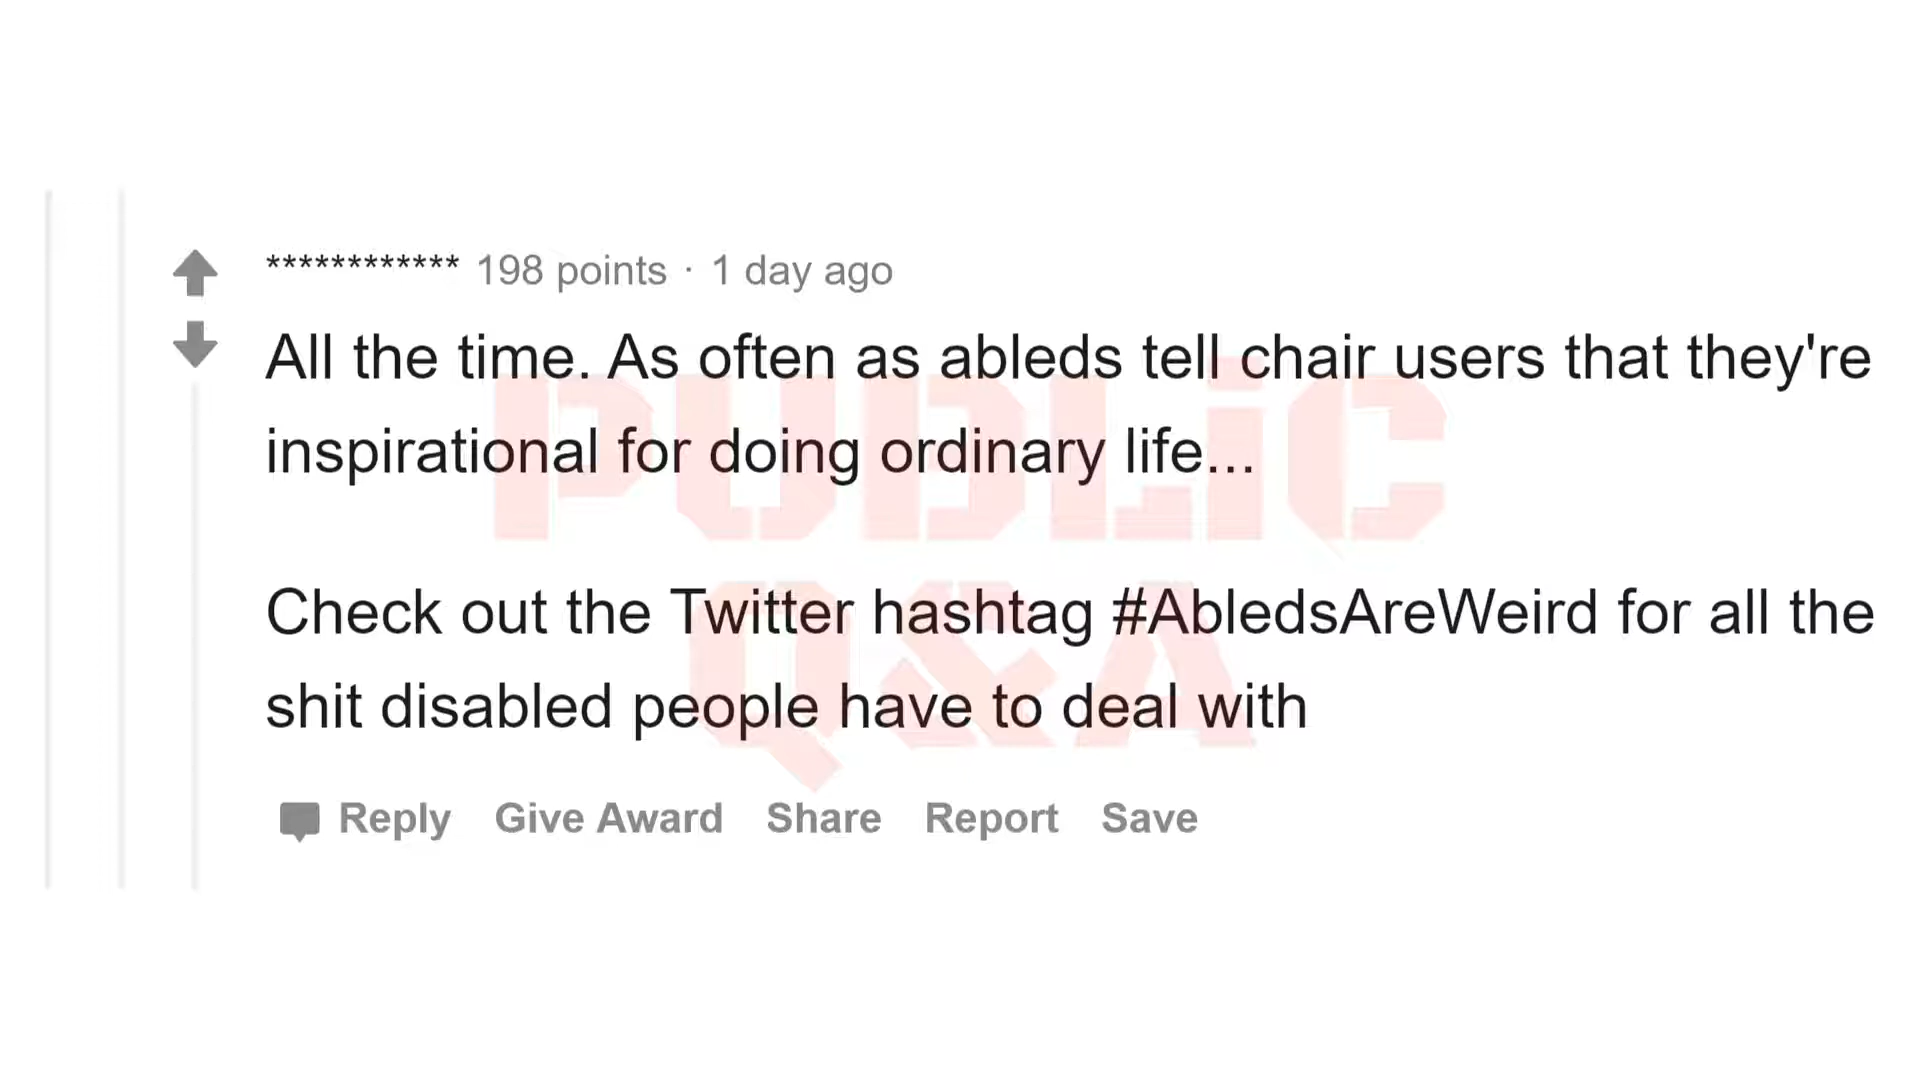 ************ 198 points · 1 day ago
All the time. As often as ableds tell chair users that they're
inspirational for doing ordinary life...
Check out the Twitter hashtag #AbledsAreWeird for all the
shit disabled people have to deal with
Reply Give Award Share Report Save
PUBLiC
Q&A